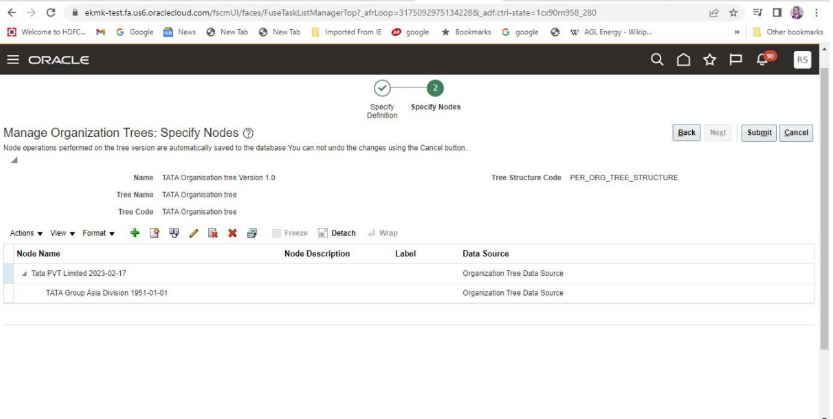 ekmk-test.fa.us6.oraclecloud.com/fscmUI/faces/FuseTaskListManagerTop?_afrLoop=31750929751342288&_adf.ctrl-state=1cx90rn958_280
Welcome to HDFC... Google News New Tab New Tab Imported From IE google Bookmarks google W AGL Energy - Wikip... » Other bookmarks
ORACLE 90 RS
2
Specify Definition Specify Nodes
Manage Organization Trees: Specify Nodes
Back Next Submit Cancel
Node operations performed on the tree version are automatically saved to the database.You can not undo the changes using the Cancel button.
Name TATA Organisation tree Version 1.0 Tree Structure Code PER_ORG_TREE_STRUCTURE
Tree Name TATA Organisation tree
Tree Code TATA Organisation tree
Actions View Format Freeze Detach Wrap
Node Name Node Description Label Data Source
Tata PVT Limited 2023-02-17 Organization Tree Data Source
TATA Group Asia Division 1951-01-01 Organization Tree Data Source